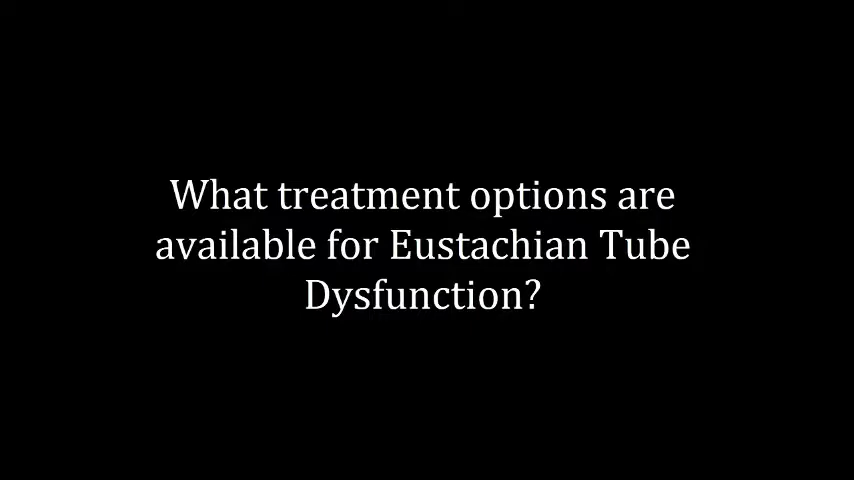 What treatment options are
available for Eustachian Tube
Dysfunction?